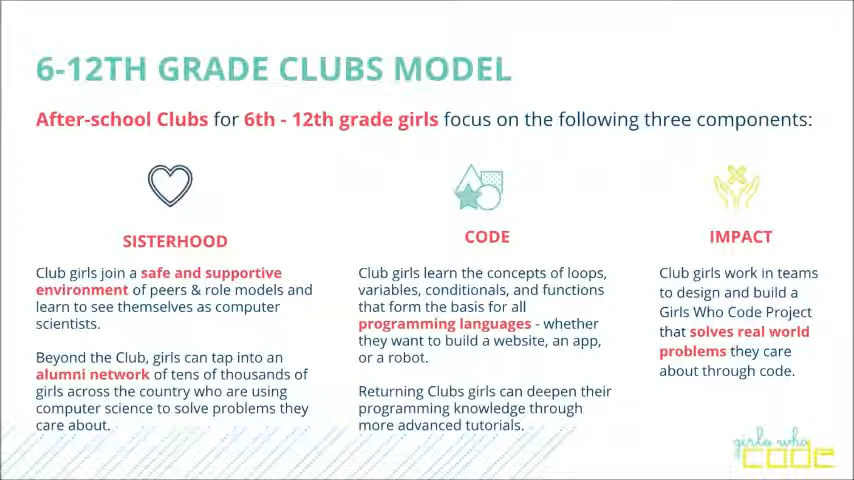 6-12TH GRADE CLUBS MODEL
After-school Clubs for 6th - 12th grade girls focus on the following three components:
SISTERHOOD
Club girls join a safe and supportive
environment of peers & role models and
learn to see themselves as computer
scientists.
Beyond the Club, girls can tap into an
alumni network of tens of thousands of
girls across the country who are using
computer science to solve problems they
care about.
CODE
Club girls learn the concepts of loops,
variables, conditionals, and functions
that form the basis for all
programming languages - whether
they want to build a website, an app,
or a robot.
Returning Clubs girls can deepen their
programming knowledge through
more advanced tutorials.
IMPACT
Club girls work in teams
to design and build a
Girls Who Code Project
that solves real world
problems they care
about through code.
girls who
code